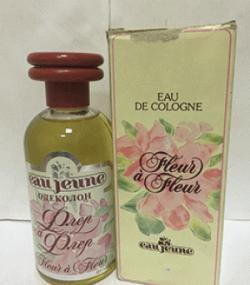 eau jeune
ОДЕКОЛОН
Флер
а
Флер
Fleur à Fleur
EAU
DE COLOGNE
Fleur
à Fleur
eau jeune